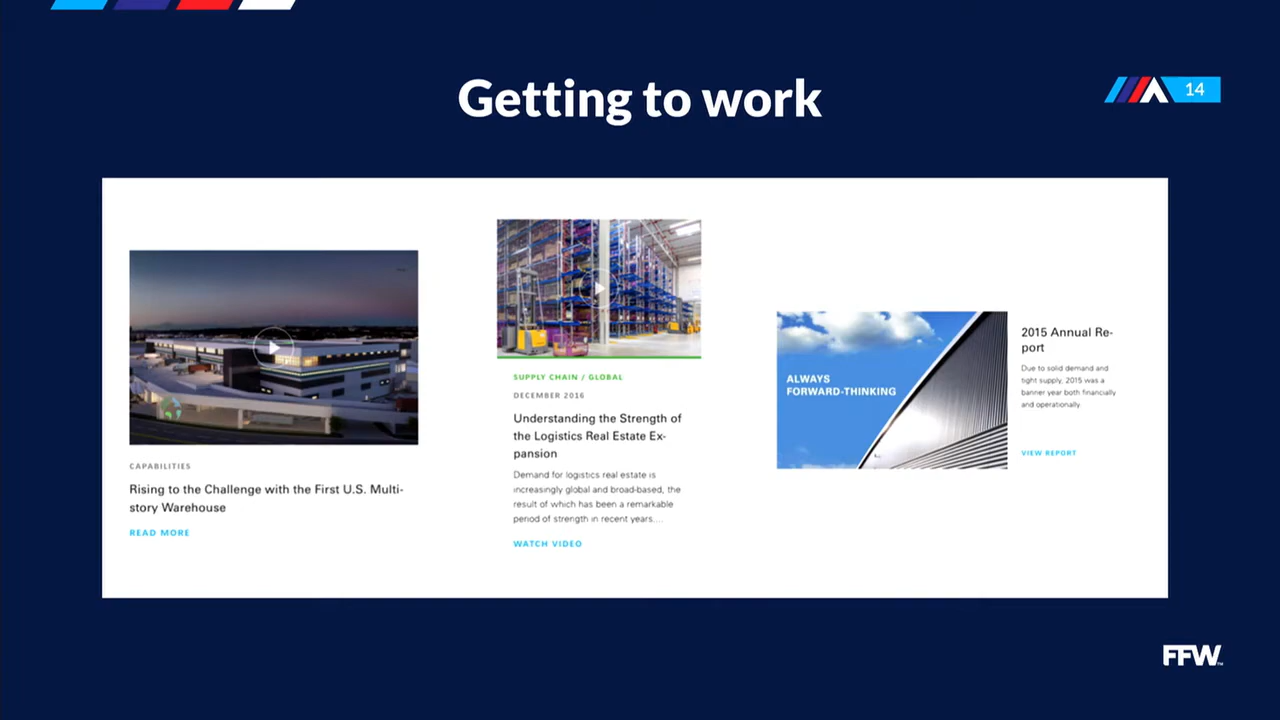 Getting to work
14
CAPABILITIES
Rising to the Challenge with the First U.S. Multi-
story Warehouse
READ MORE
SUPPLY CHAIN / GLOBAL
DECEMBER 2016
Understanding the Strength of
the Logistics Real Estate Ex-
pansion
Demand for logistics real estate is
increasingly global and broad-based, the
result of which has been a remarkable
period of strength in recent years....
WATCH VIDEO
ALWAYS
FORWARD-THINKING
2015 Annual Re-
port
Due to solid demand and
tight supply, 2015 was a
banner year both financially
and operationally.
VIEW REPORT
FFW